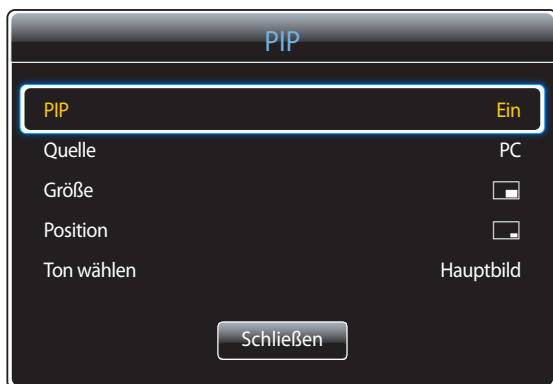 PIP
PIP Ein
Quelle PC
Größe
Position
Ton wählen Hauptbild
Schließen